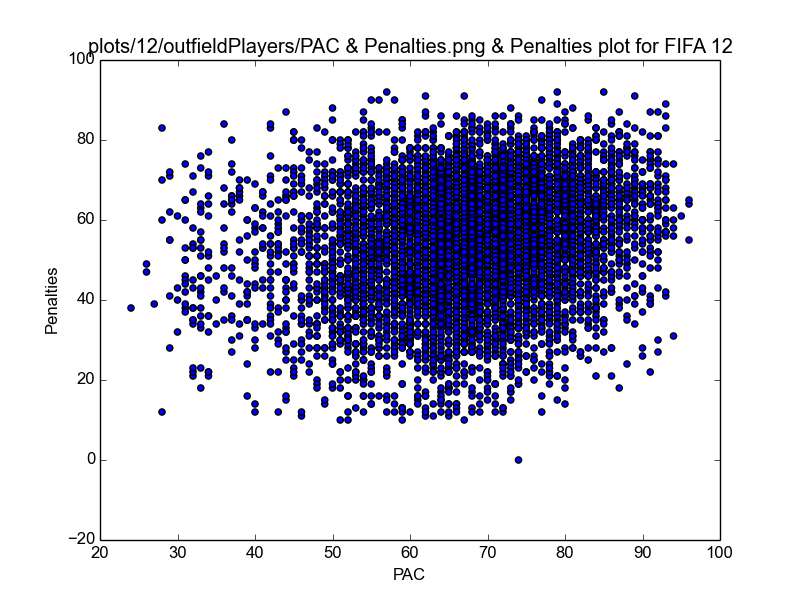 plots/12/outfieldPlayers/PAC & Penalties.png & Penalties plot for FIFA 12
100
80
60
40
20
0
−20
Penalties
20 30 40 50 60 70 80 90 100
PAC